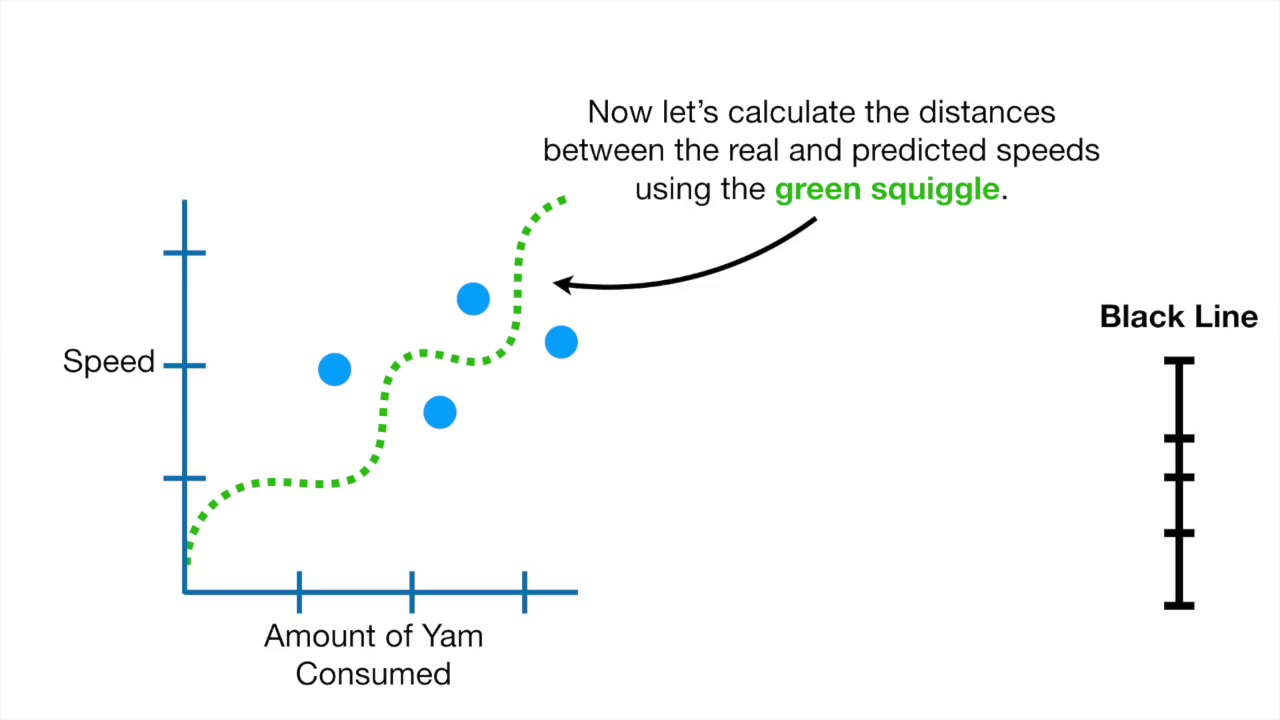 Now let's calculate the distances
between the real and predicted speeds
using the green squiggle.
Black Line
Speed
Amount of Yam
Consumed